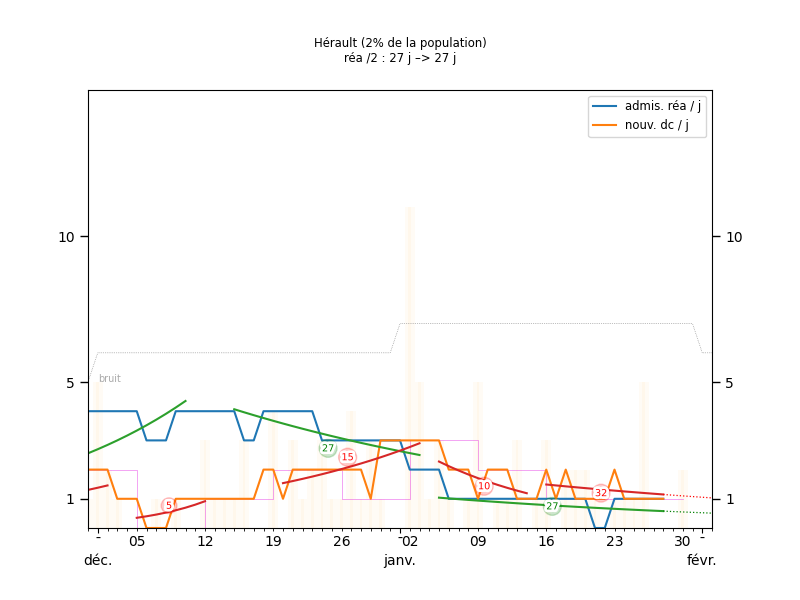 Hérault (2% de la population)
réa /2 : 27 j –> 27 j
admis. réa / j
nouv. dc / j
10 10
5 5
bruit
27 15
10 32
5 27
1 1
05 12 19 26 02 09 16 23 30
déc. janv. févr.